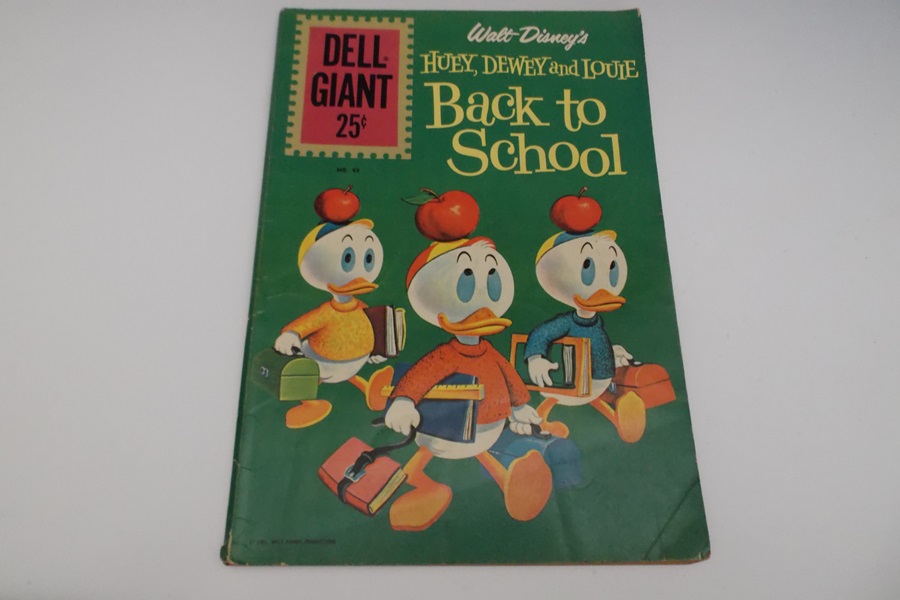 DELL
GIANT
25¢
Walt Disney's
HUEY, DEWEY and LOUIE
Back to
School